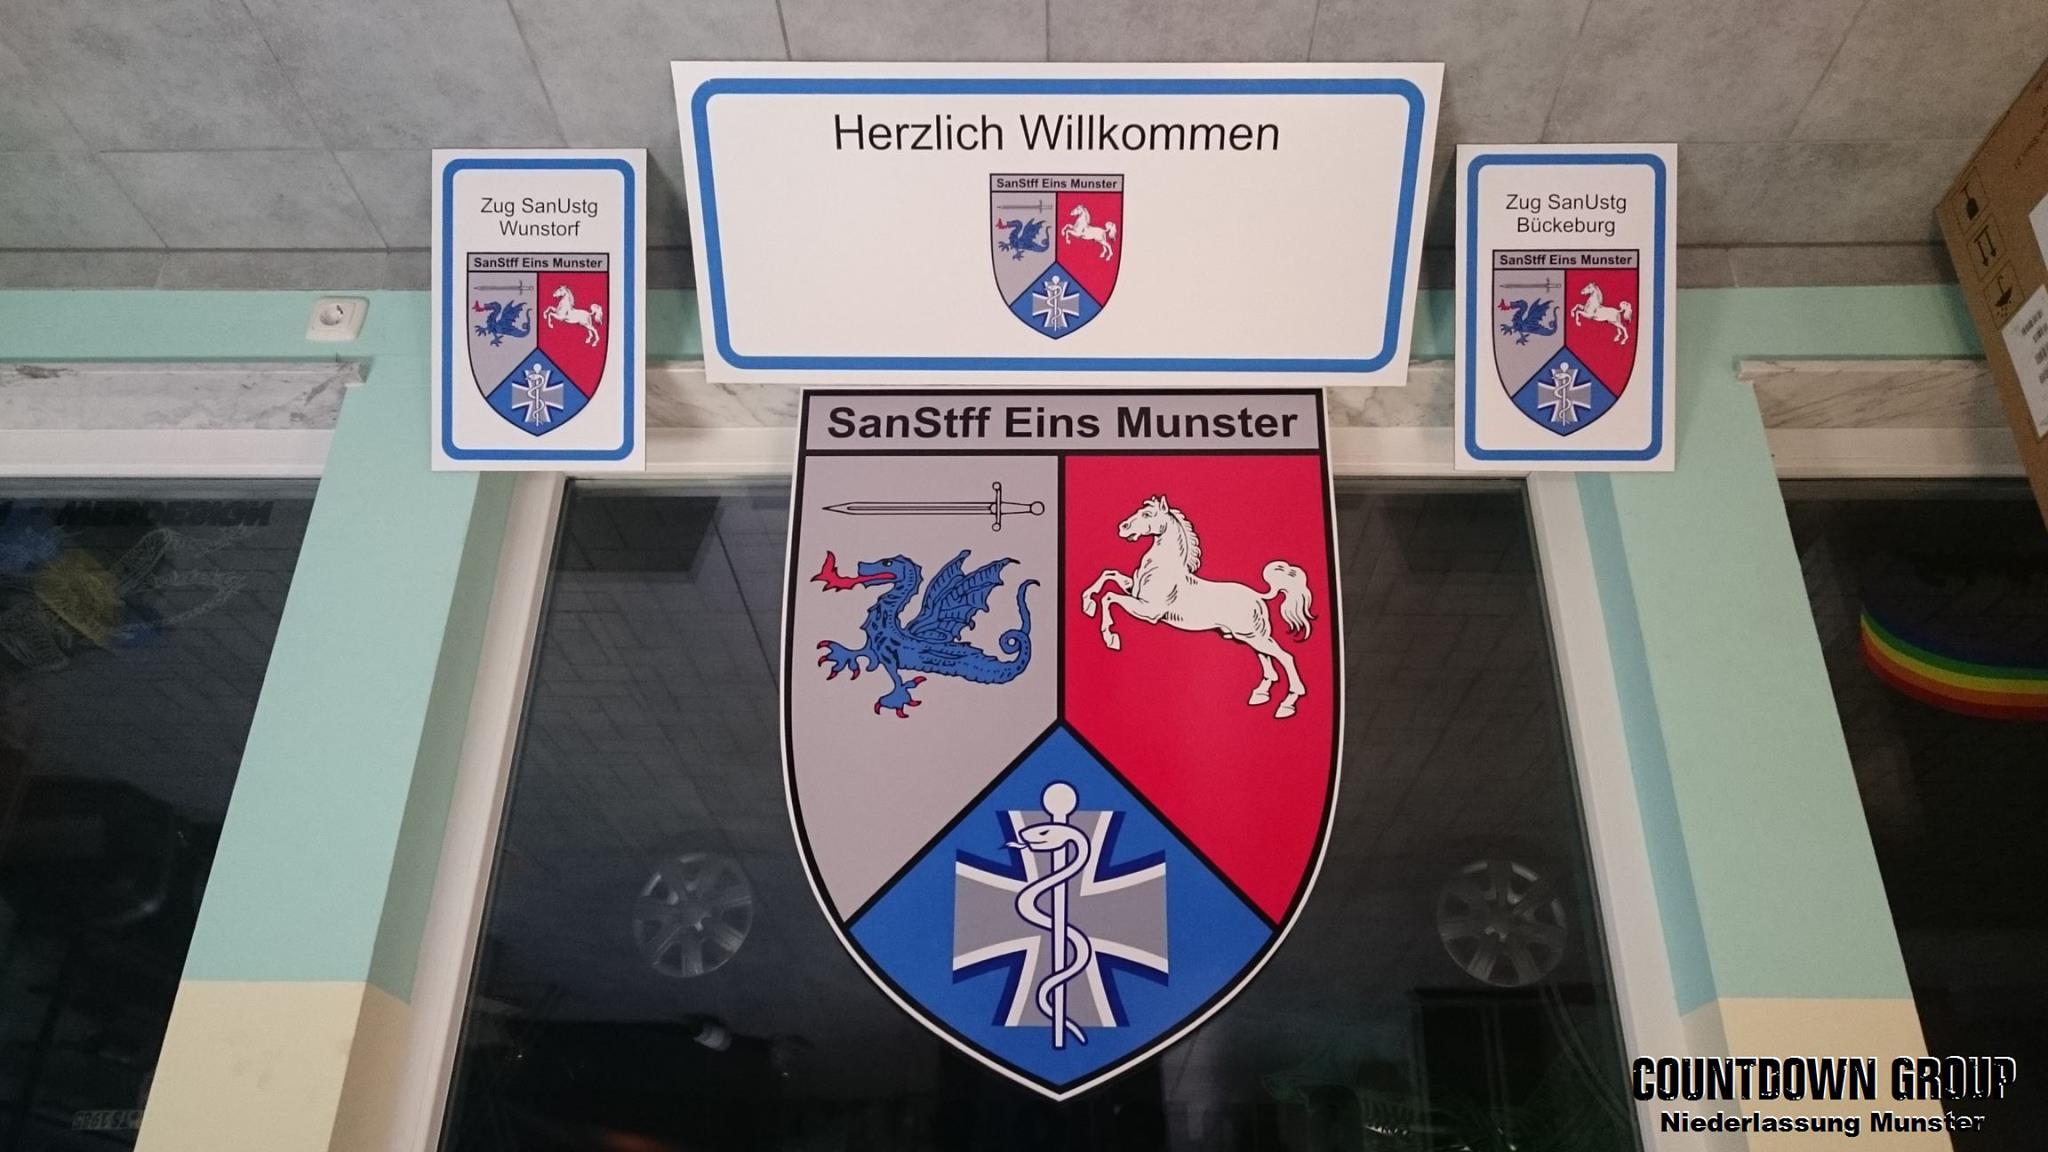 Herzlich Willkommen
SanStff Eins Munster
Zug SanUstg
Wunstorf
SanStff Eins Munster
Zug SanUstg
Bückeburg
SanStff Eins Munster
SanStff Eins Munster
COUNTDOWN GROUP
Niederlassung Munster